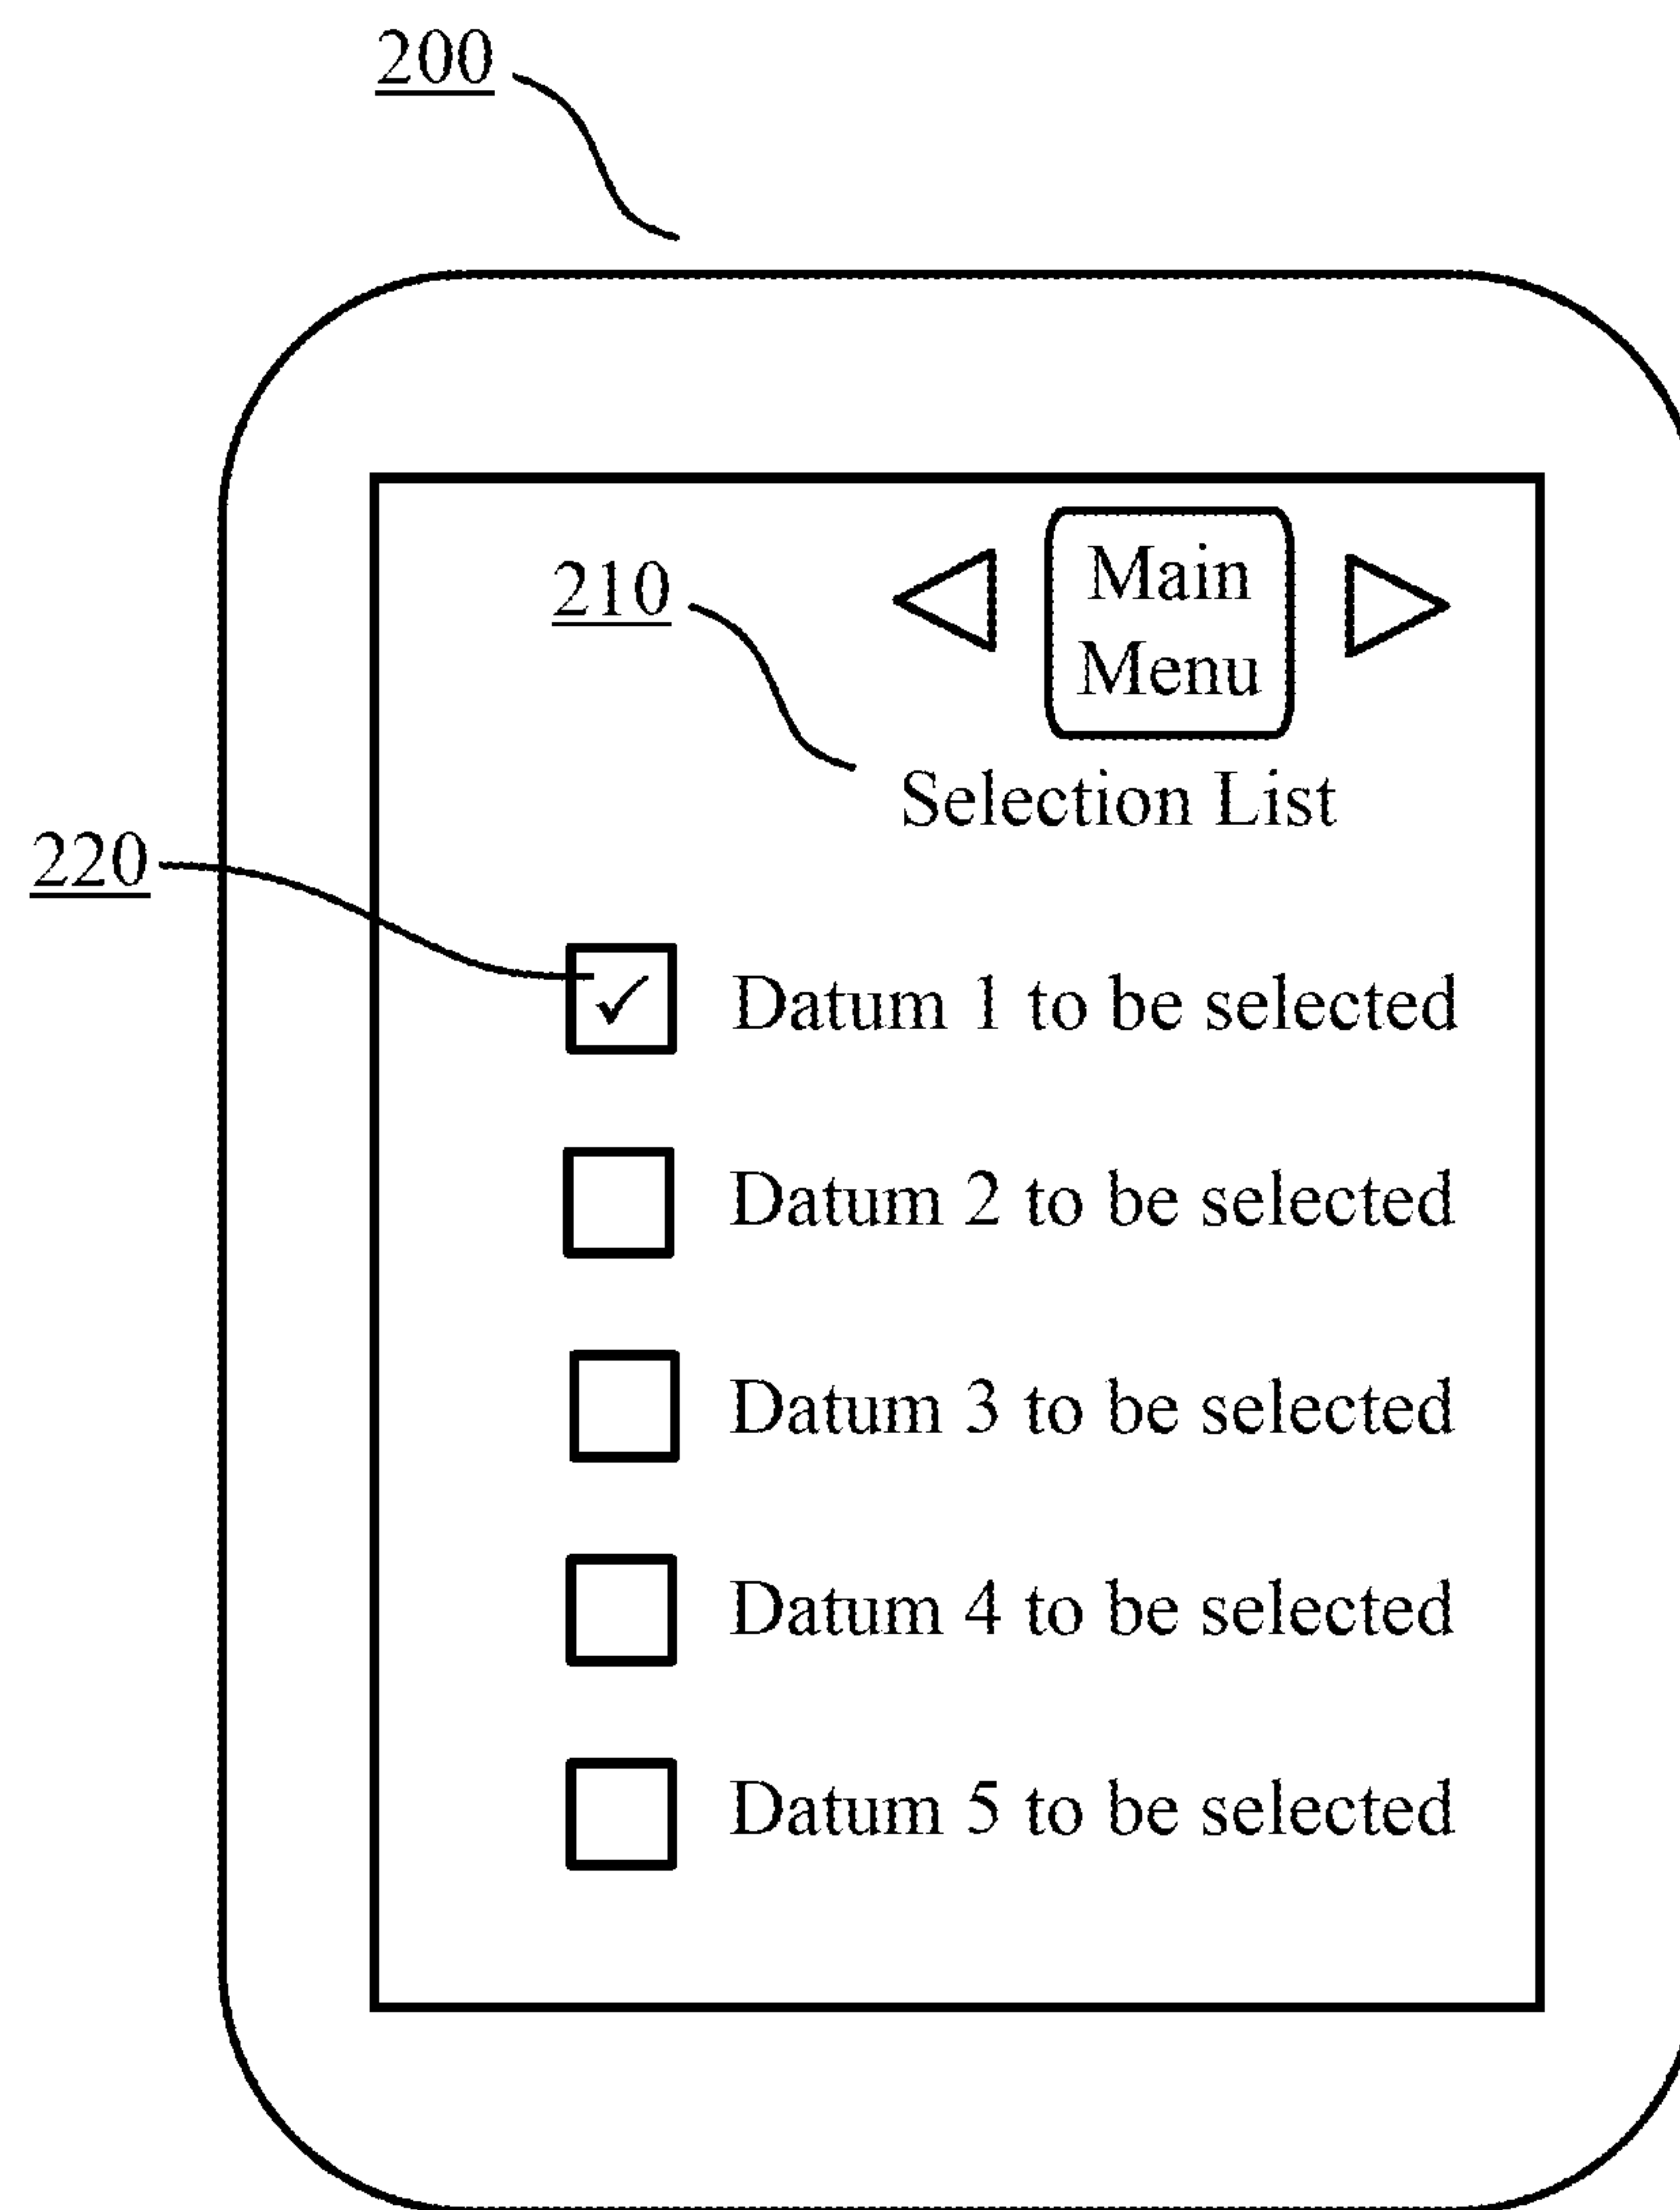 200
210
Main
Menu
Selection List
220
Datum 1 to be selected
Datum 2 to be selected
Datum 3 to be selected
Datum 4 to be selected
Datum 5 to be selected